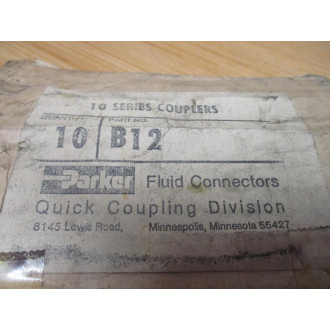 10 SERIES COUPLERS
QUANTITY PART NO.
10 B12
Parker Fluid Connectors
Quick Coupling Division
8145 Lewis Road, Minneapolis, Minnesota 55427